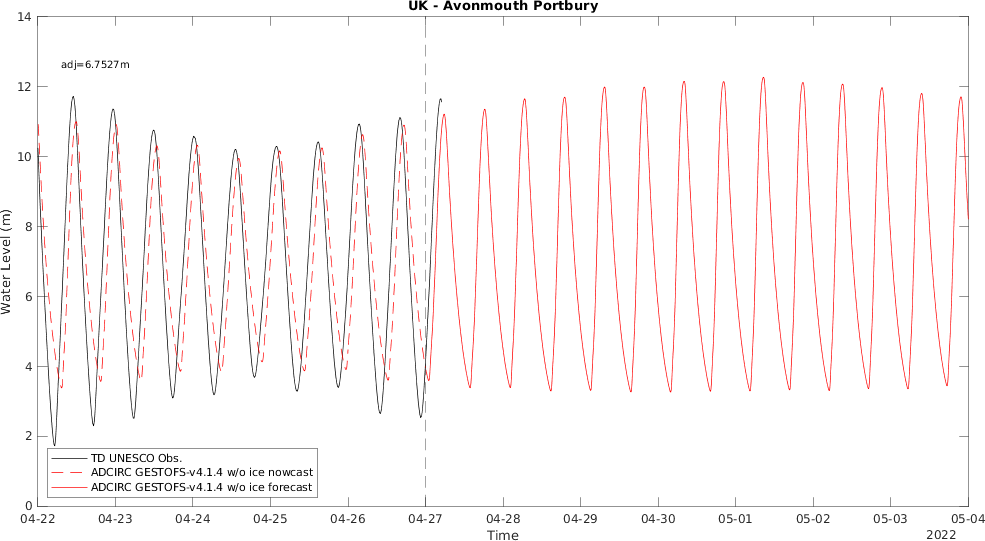 UK - Avonmouth Portbury
14
adj=6.7527m
12
10
8
6
4
2
0
Water Level (m)
TD UNESCO Obs.
ADCIRC GESTOFS-v4.1.4 w/o ice nowcast
ADCIRC GESTOFS-v4.1.4 w/o ice forecast
04-22 04-23 04-24 04-25 04-26 04-27 04-28 04-29 04-30 05-01 05-02 05-03 05-04
Time
2022